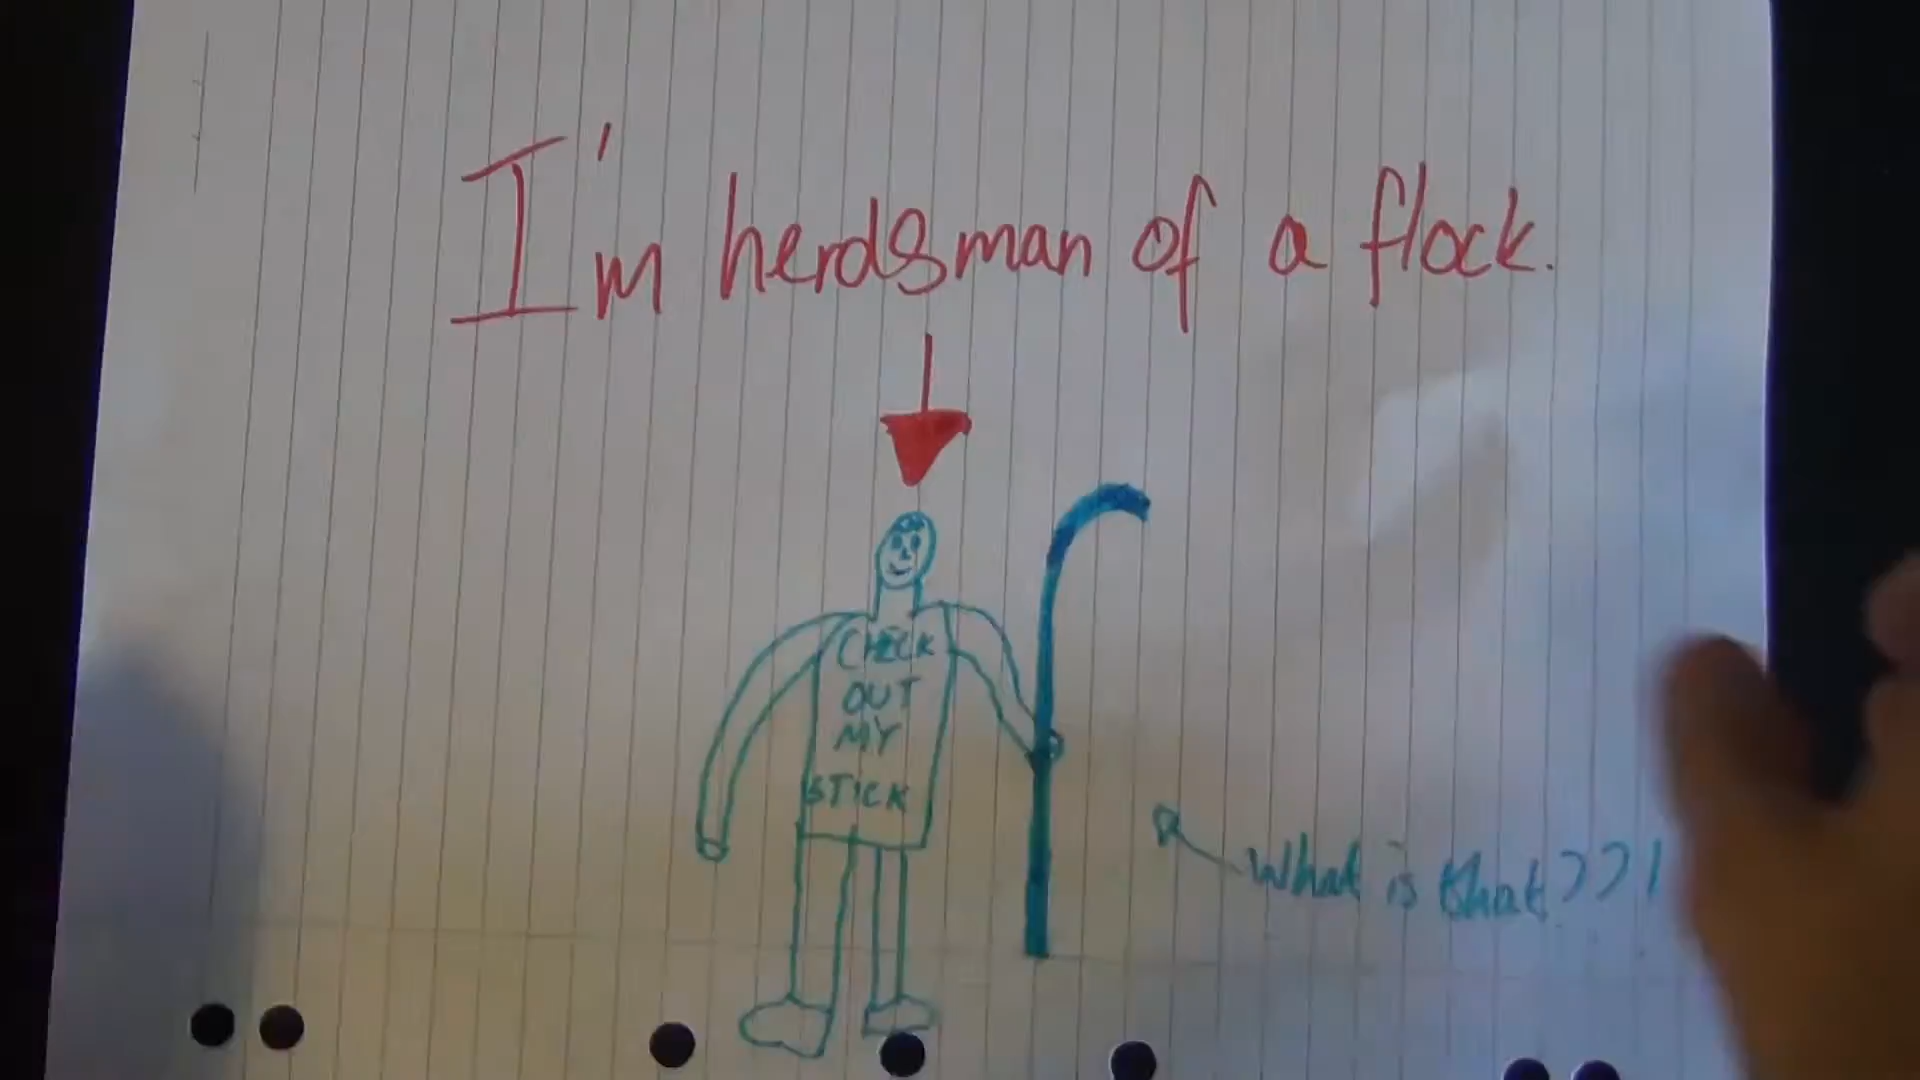 I'm herdsman of a flock.
CHECK
OUT
MY
STICK
What is that??!